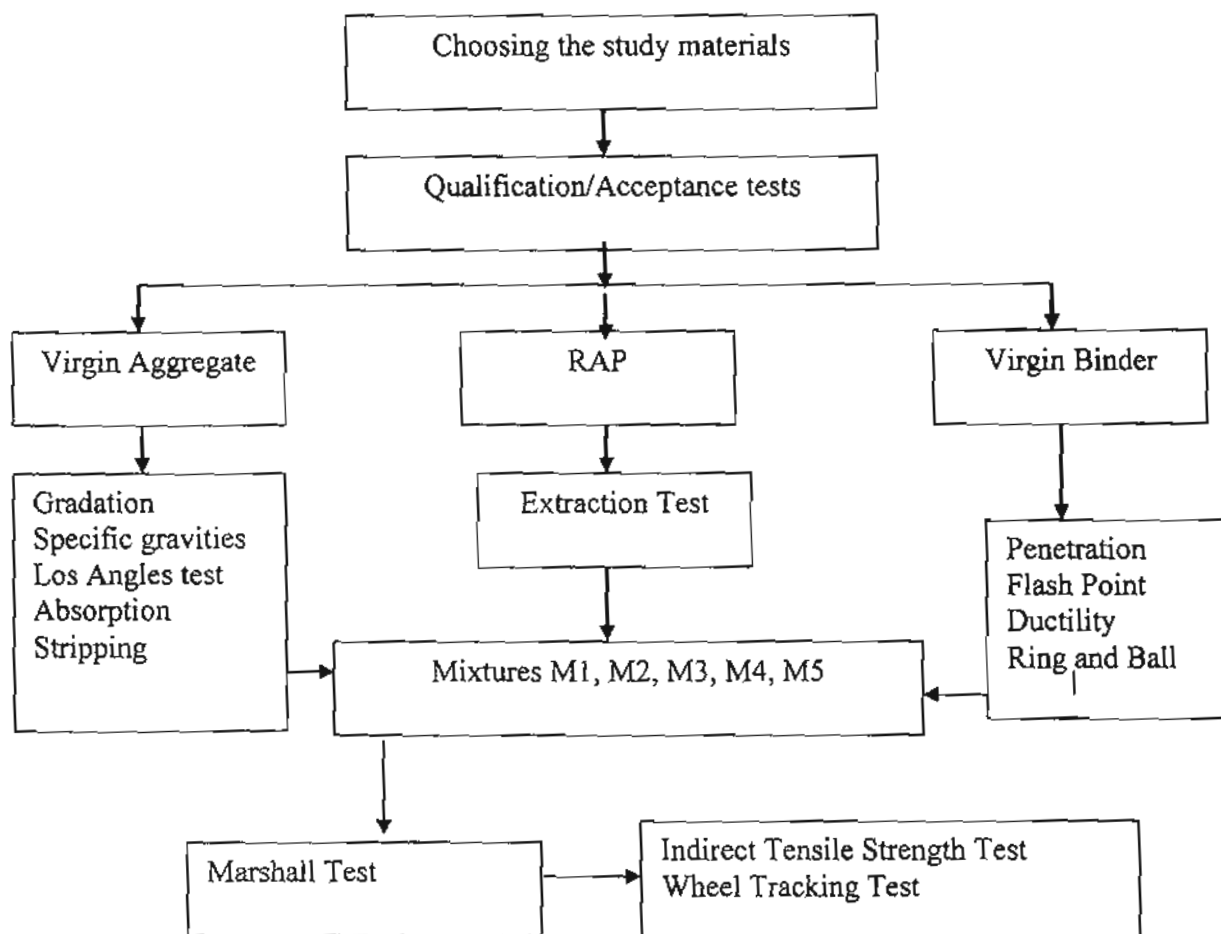 Choosing the study materials
Qualification/Acceptance tests
Virgin Aggregate
RAP
Virgin Binder
Gradation
Specific gravities
Los Angles test
Absorption
Stripping
Extraction Test
Penetration
Flash Point
Ductility
Ring and Ball
Mixtures M1, M2, M3, M4, M5
Marshall Test
Indirect Tensile Strength Test
Wheel Tracking Test